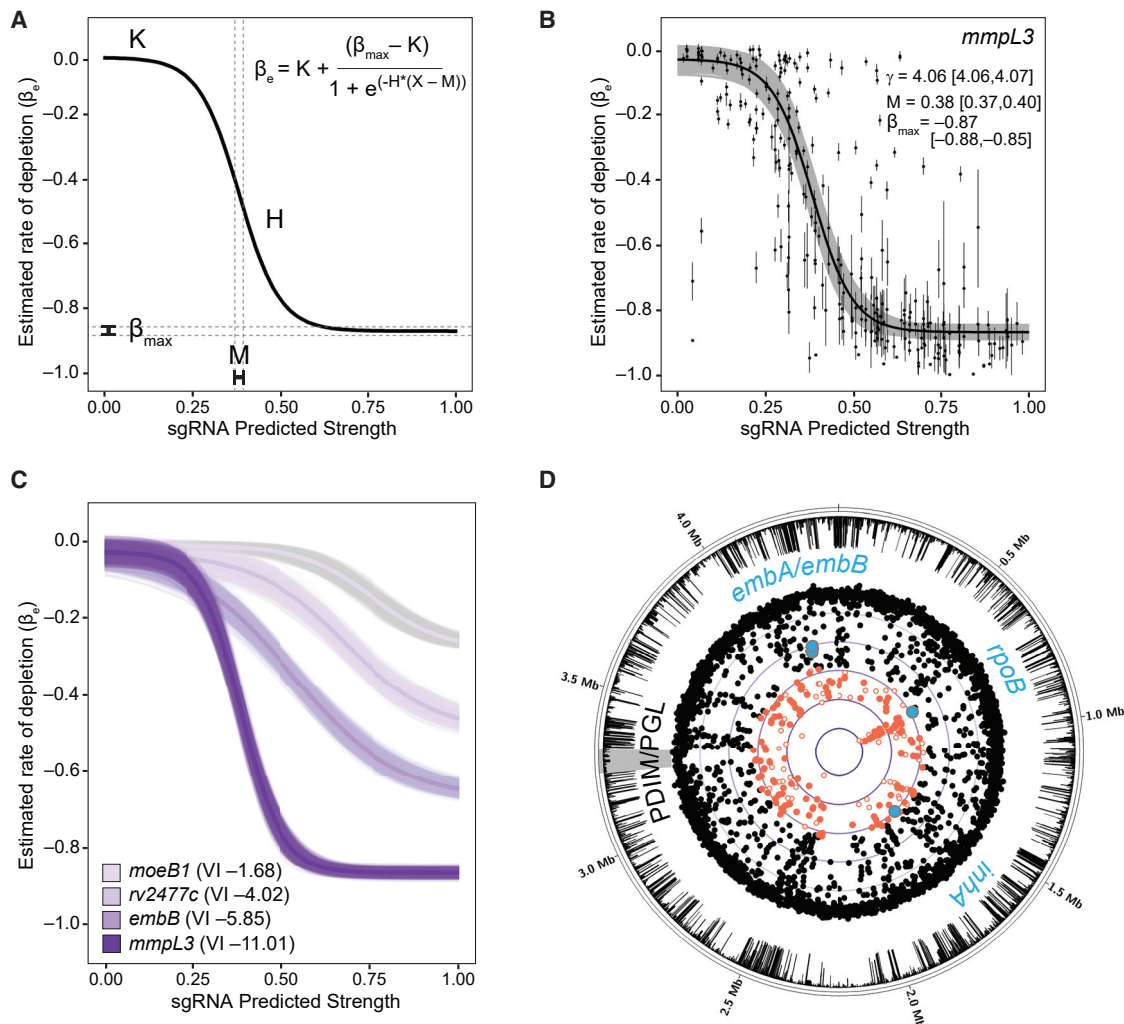 A
Estimated rate of depletion (βe)
0.0
–0.2
–0.4
–0.6
–0.8
–1.0
K
βe = K + (βmax – K)
1 + e(-H*(X – M))
H
βmax
M
0.00 0.25 0.50 0.75 1.00
sgRNA Predicted Strength
B
Estimated rate of depletion (βe)
0.0
–0.2
–0.4
–0.6
–0.8
–1.0
mmpL3
γ = 4.06 [4.06,4.07]
M = 0.38 [0.37,0.40]
βmax = –0.87
[–0.88,–0.85]
0.00 0.25 0.50 0.75 1.00
sgRNA Predicted Strength
C
Estimated rate of depletion (βe)
0.0
–0.2
–0.4
–0.6
–0.8
–1.0
moeB1 (VI –1.68)
rv2477c (VI –4.02)
embB (VI –5.85)
mmpL3 (VI –11.01)
0.00 0.25 0.50 0.75 1.00
sgRNA Predicted Strength
D
4.0 Mb
0.5 Mb
embA/embB
rpoB
3.5 Mb
1.0 Mb
PDIM/PGL
inhA
3.0 Mb
1.5 Mb
2.5 Mb
2.0 Mb